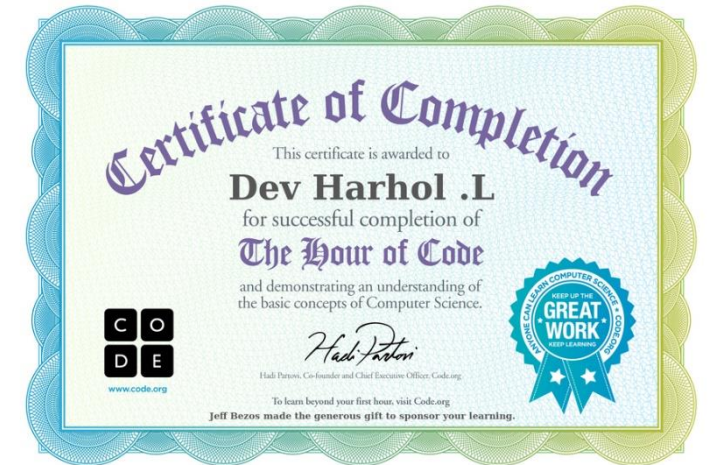 Certificate of Completion
This certificate is awarded to
Dev Harhol .L
for successful completion of
The Hour of Code
and demonstrating an understanding of
the basic concepts of Computer Science.
CO
DE
www.code.org
Hadi Partovi
Hadi Partovi, Co-founder and Chief Executive Officer, Code.org
ANYONE CAN LEARN COMPUTER SCIENCE • CODE.ORG
KEEP UP THE
GREAT
WORK
KEEP LEARNING
To learn beyond your first hour, visit Code.org
Jeff Bezos made the generous gift to sponsor your learning.